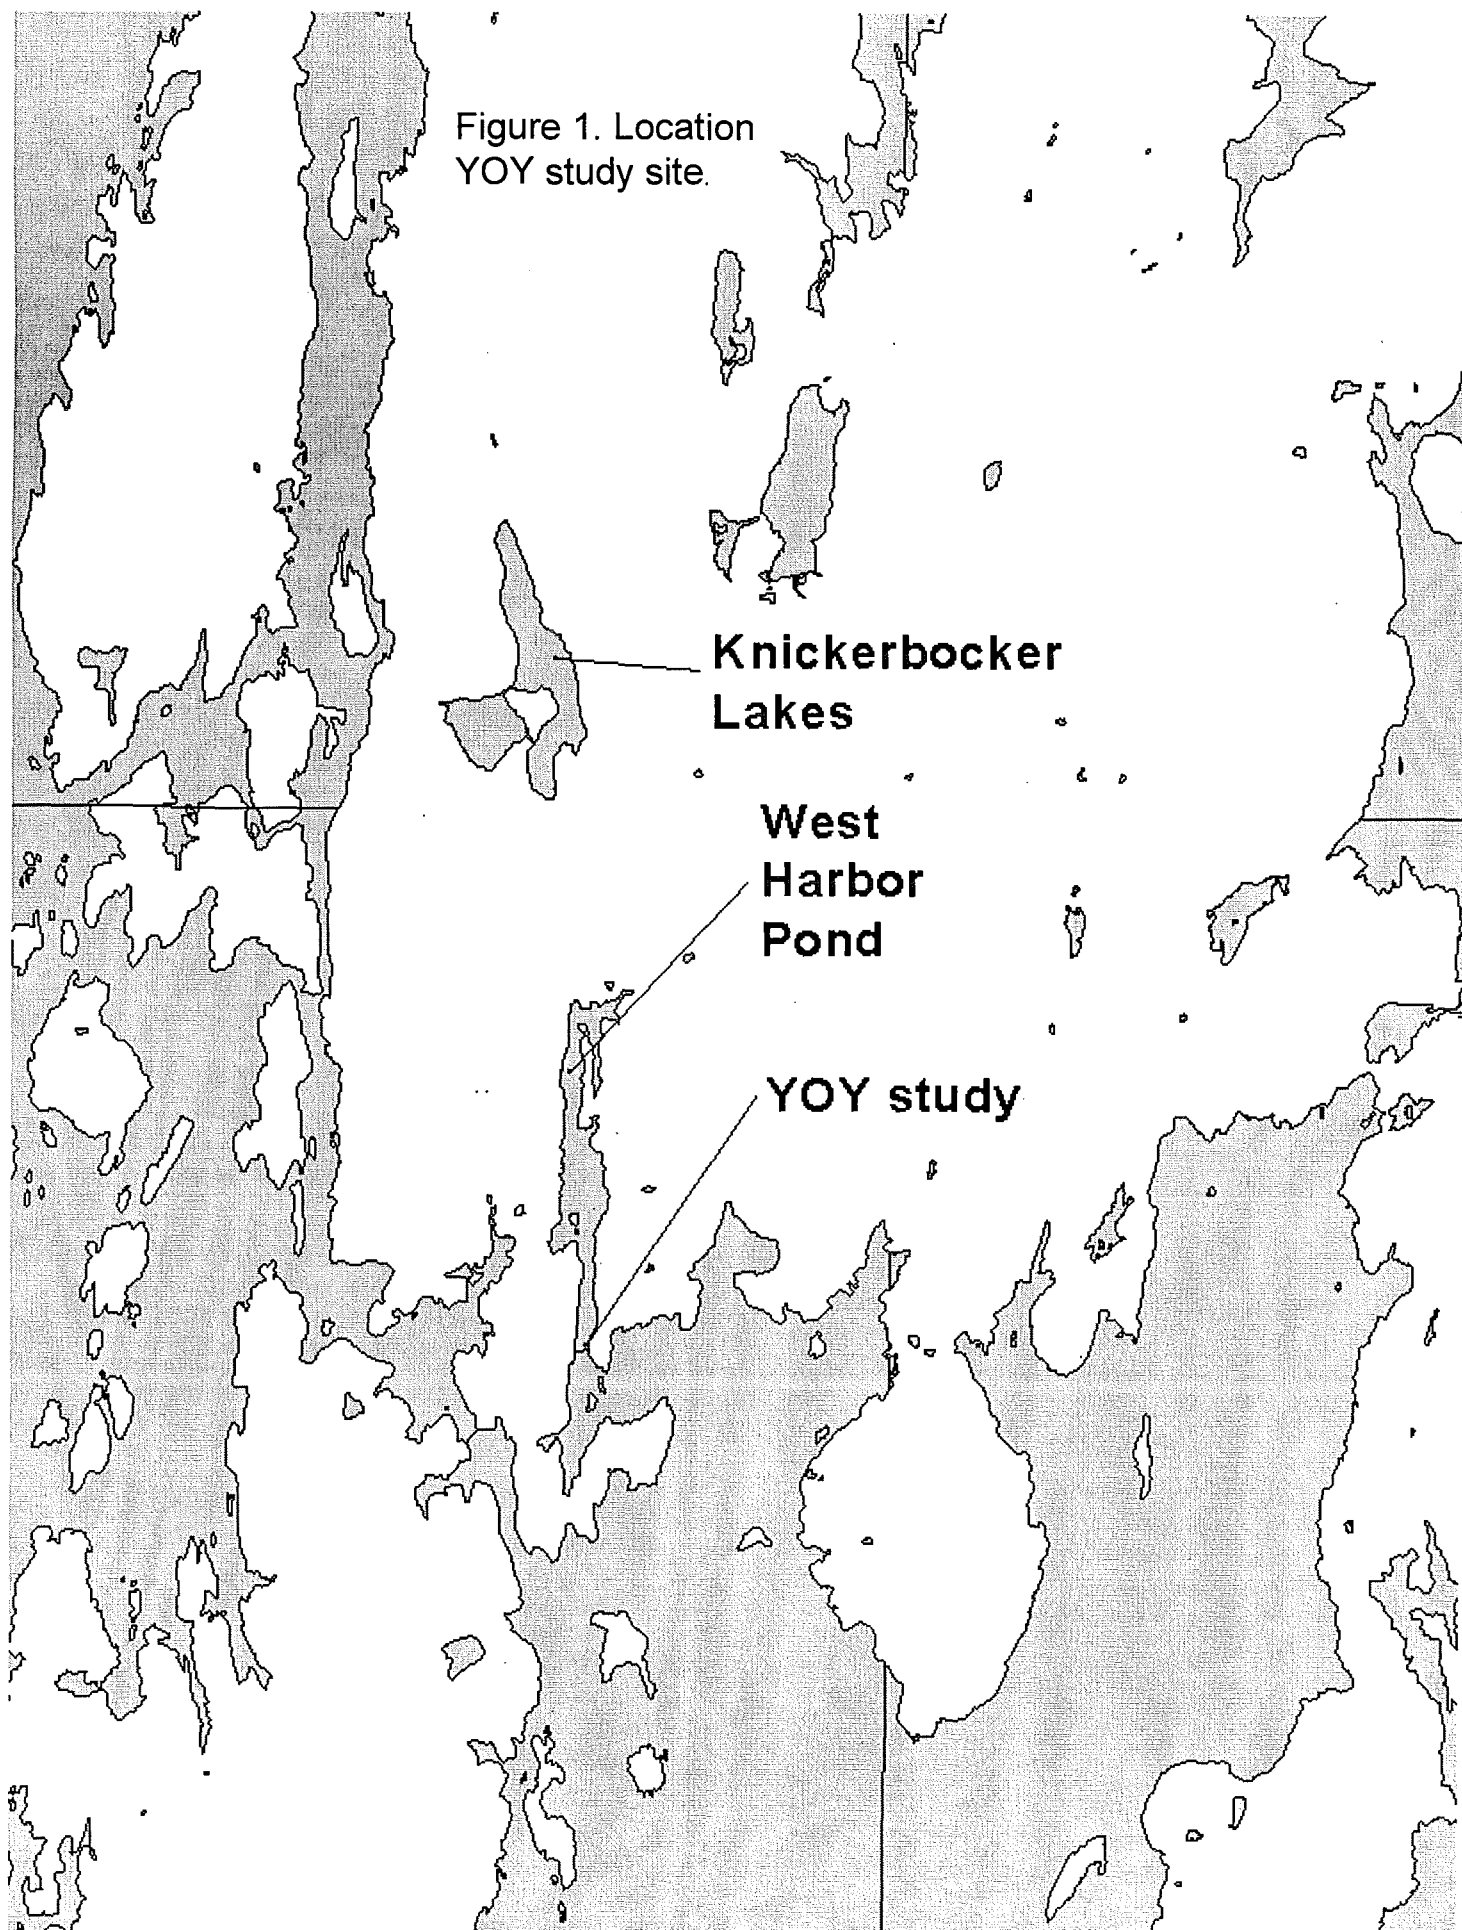 Figure 1. Location
YOY study site.
Knickerbocker
Lakes
West
Harbor
Pond
YOY study